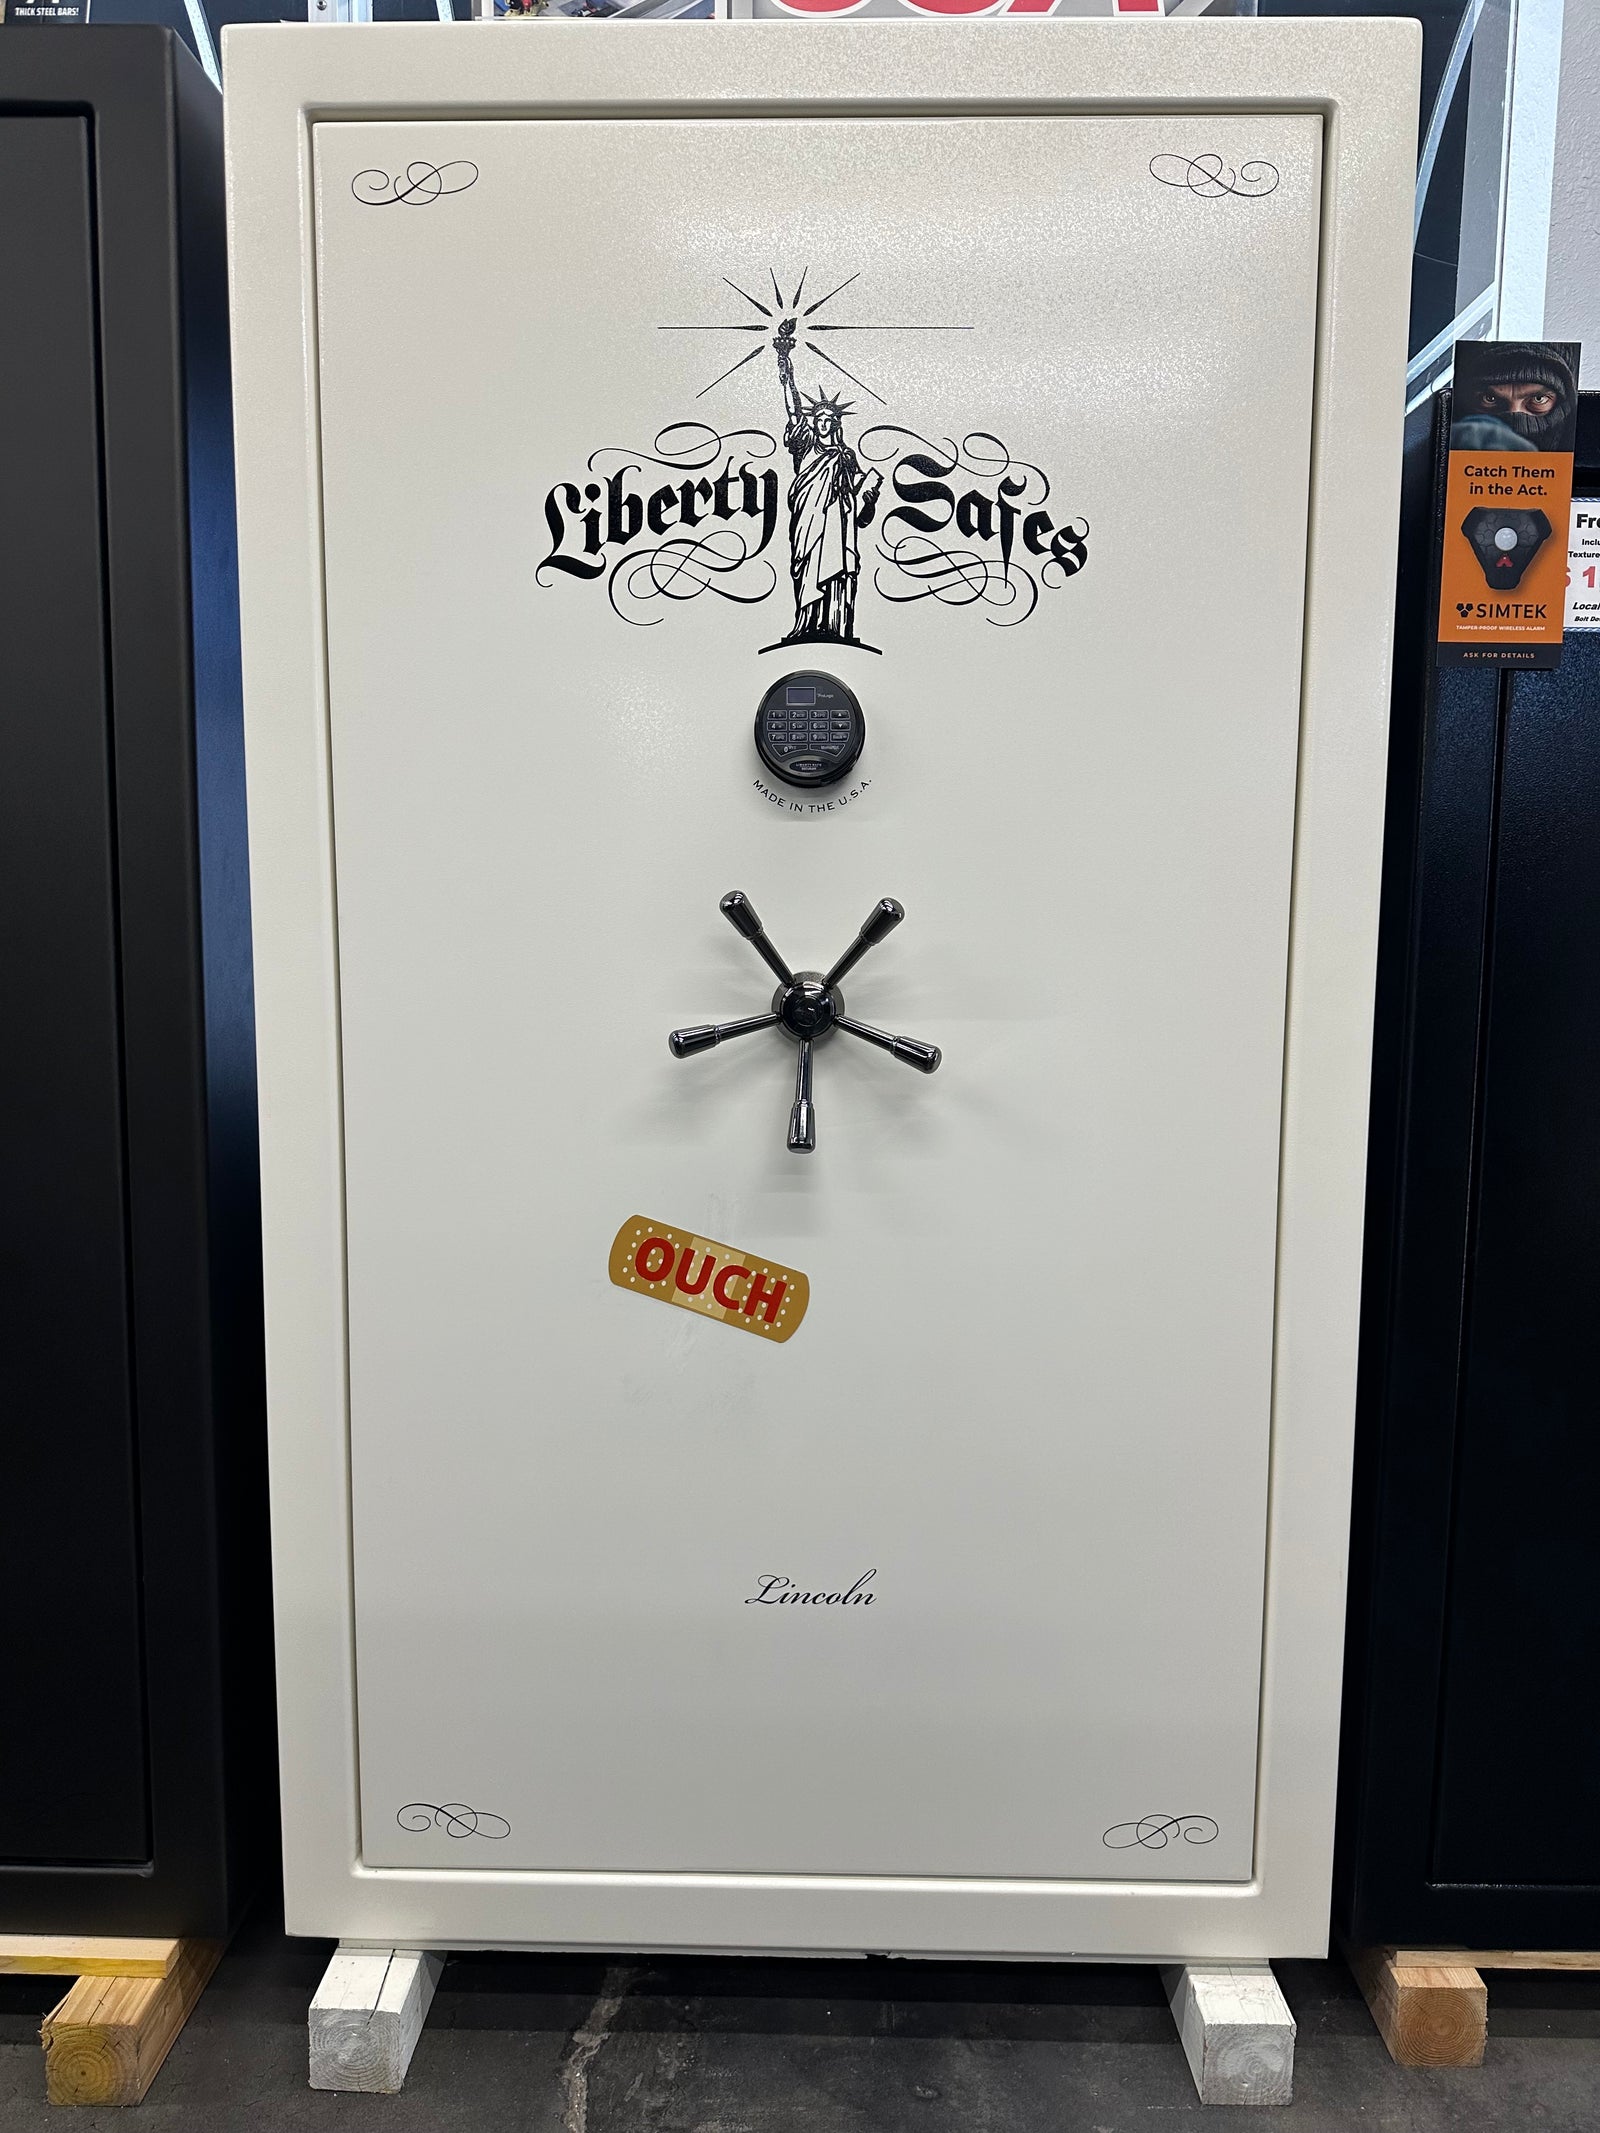 THICK STEEL BARS!
Liberty Safes
MADE IN THE U.S.A.
OUCH
Lincoln
Catch Them
in the Act.
SIMTEK
TAMPER-PROOF WIRELESS ALARM
ASK FOR DETAILS